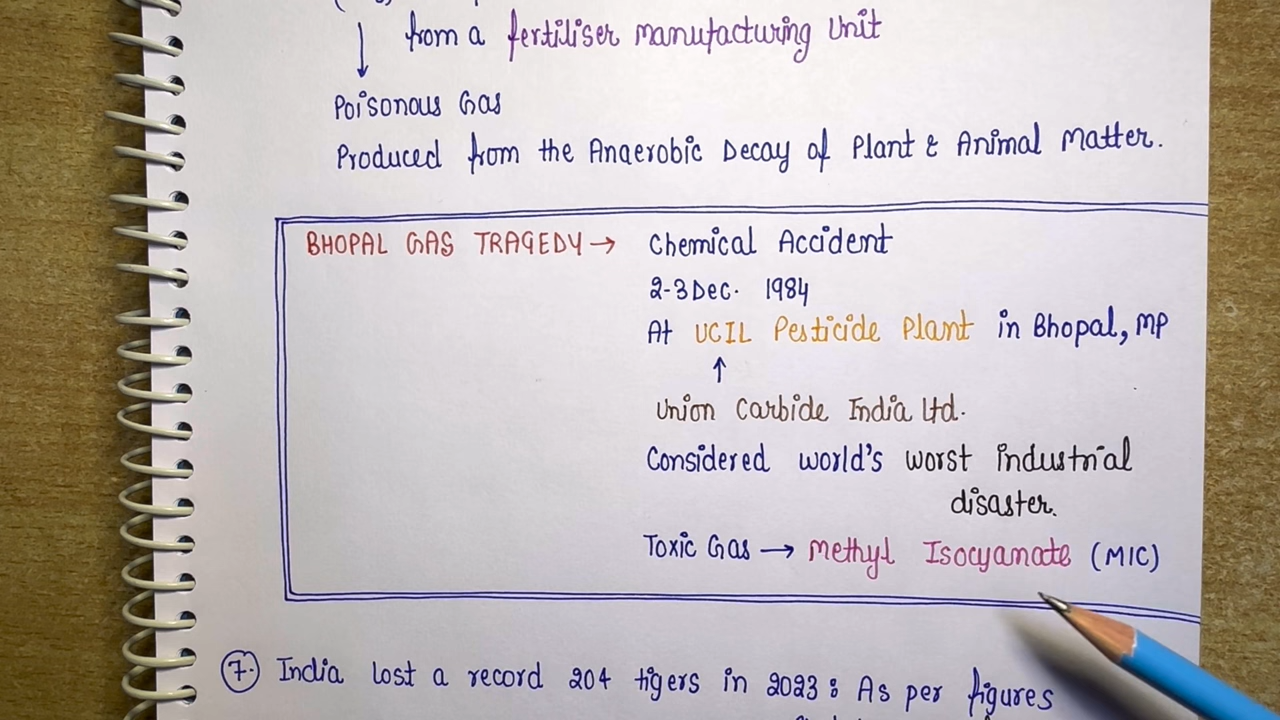 from a fertiliser manufacturing unit
Poisonous Gas
Produced from the Anaerobic Decay of Plant & Animal Matter.
BHOPAL GAS TRAGEDY → Chemical Accident
2-3 Dec. 1984
At UCIL Pesticide Plant in Bhopal, MP
Union Carbide India Ltd.
Considered world's worst industrial
disaster.
Toxic Gas → Methyl Isocyanate (MIC)
7. India lost a record 204 tigers in 2023 : As per figures